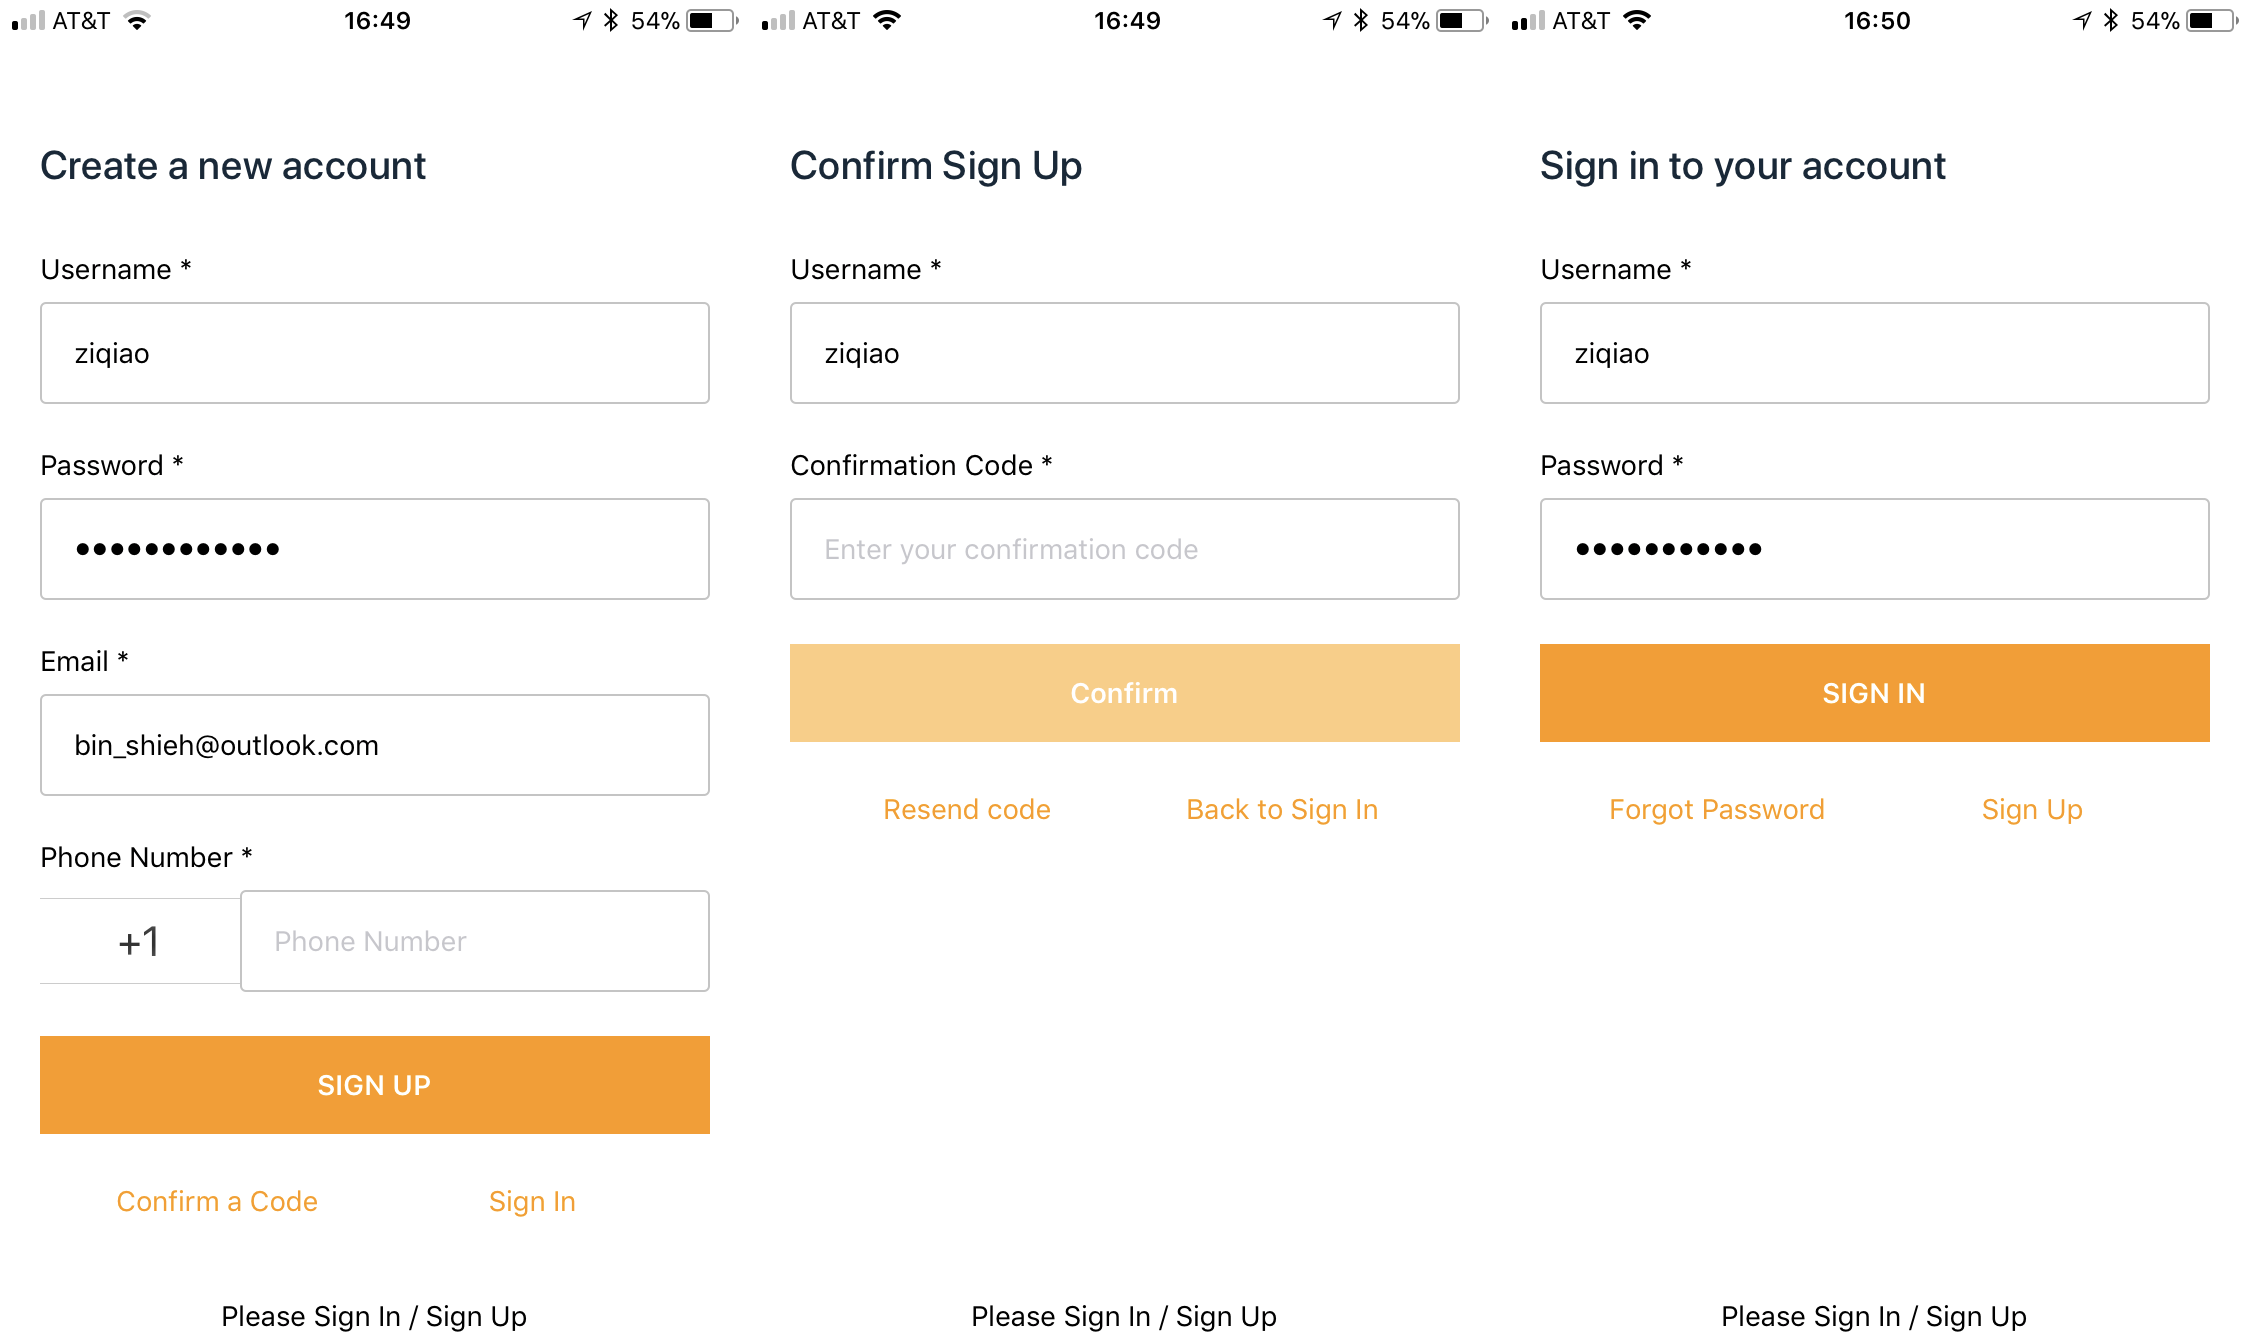 AT&T 16:49 54%
Create a new account
Username *
ziqiao
Password *
••••••••••••
Email *
bin_shieh@outlook.com
Phone Number *
+1 Phone Number
SIGN UP
Confirm a Code Sign In
Please Sign In / Sign Up
AT&T 16:49 54%
Confirm Sign Up
Username *
ziqiao
Confirmation Code *
Enter your confirmation code
Confirm
Resend code Back to Sign In
Please Sign In / Sign Up
AT&T 16:50 54%
Sign in to your account
Username *
ziqiao
Password *
•••••••••••
SIGN IN
Forgot Password Sign Up
Please Sign In / Sign Up